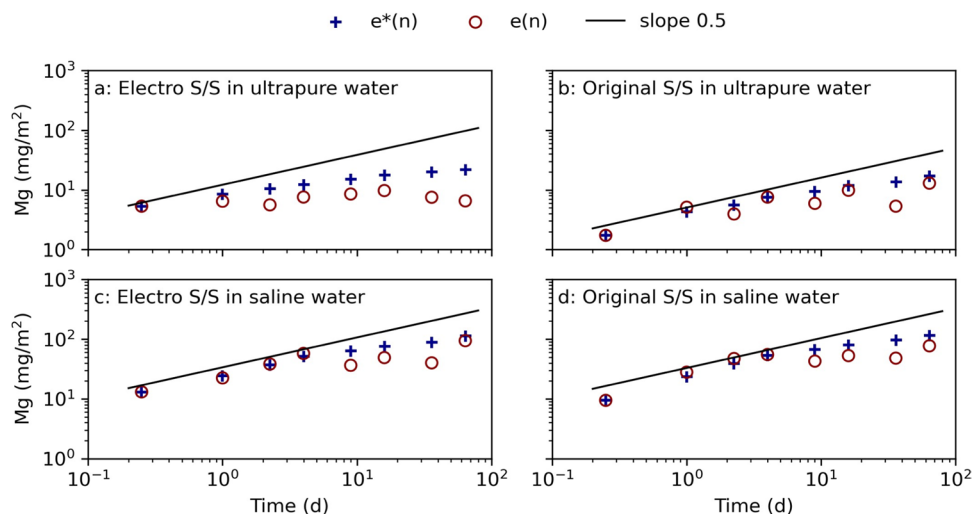 e*(n) e(n) slope 0.5
a: Electro S/S in ultrapure water
b: Original S/S in ultrapure water
Mg (mg/m²)
10³
10²
10¹
10⁰
c: Electro S/S in saline water
d: Original S/S in saline water
Mg (mg/m²)
10³
10²
10¹
10⁰
10⁻¹ 10⁰ 10¹ 10² 10⁻¹ 10⁰ 10¹ 10²
Time (d) Time (d)